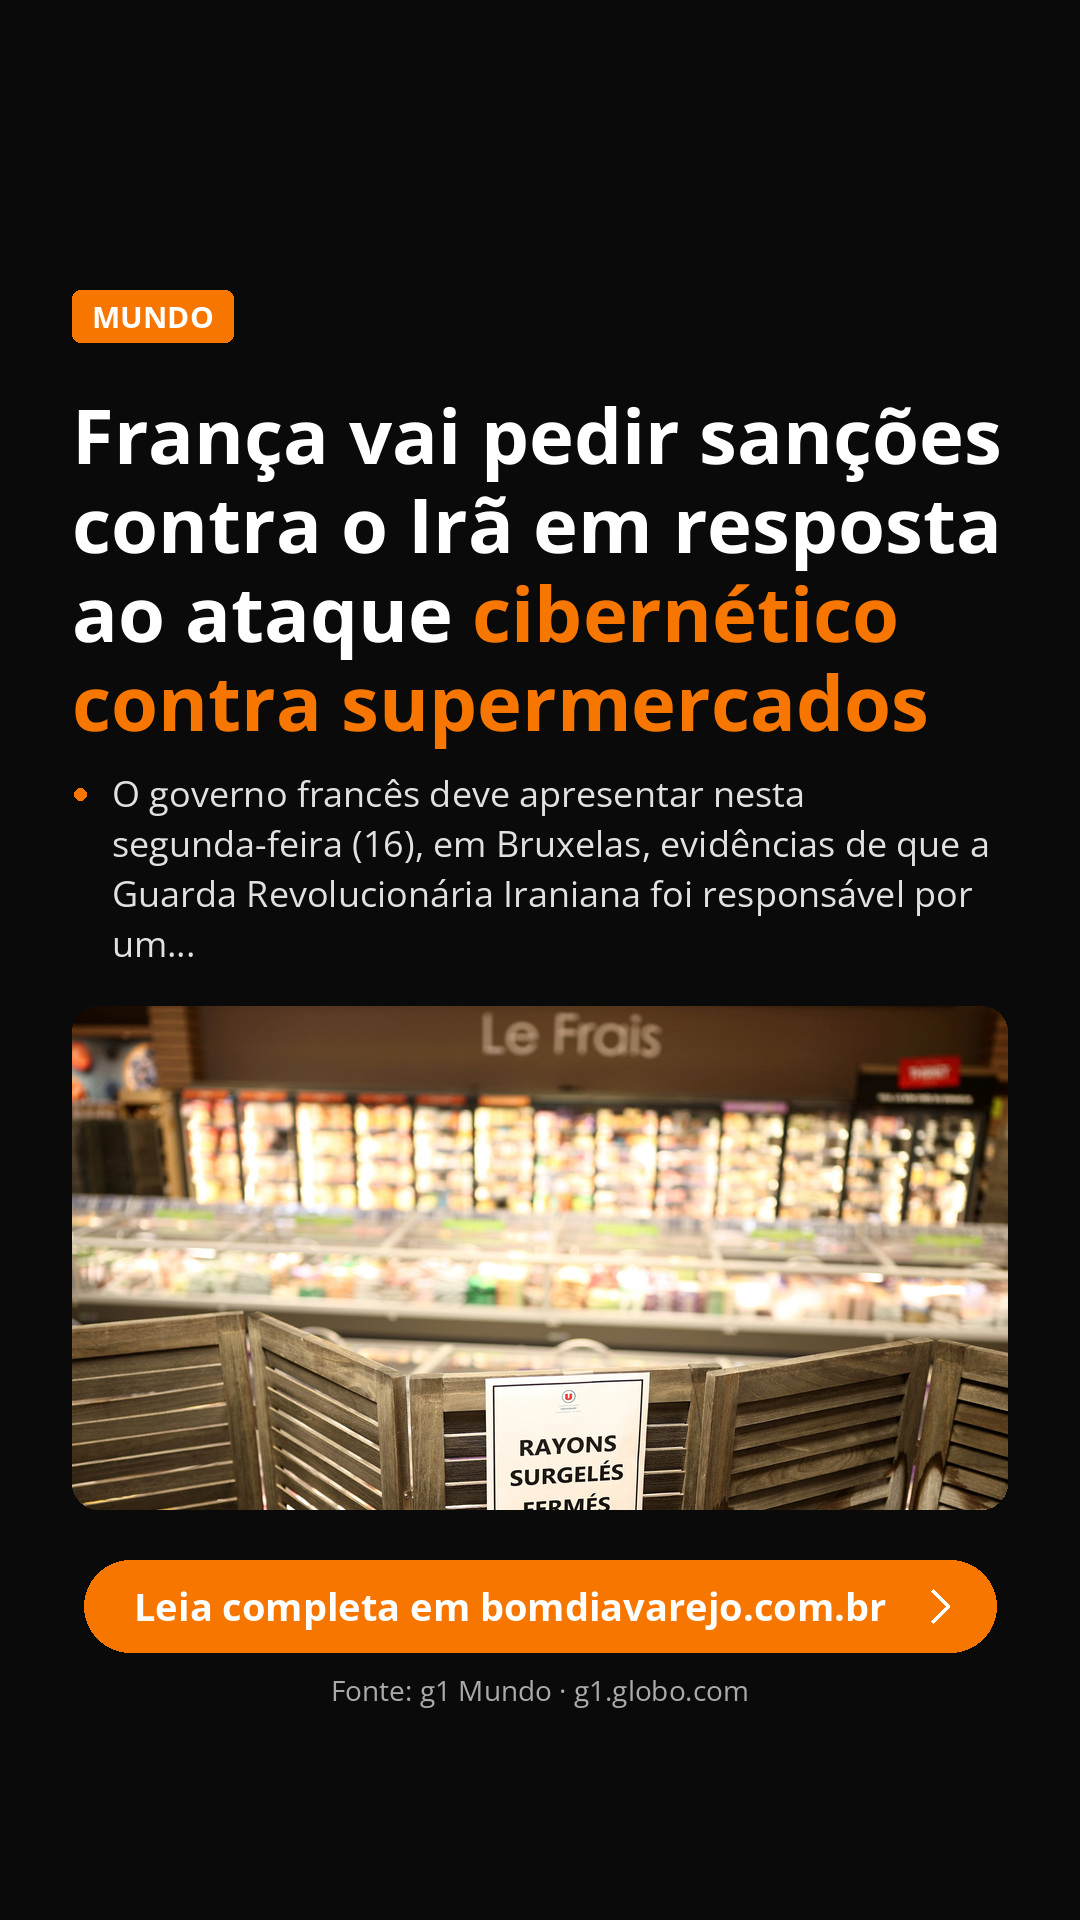 MUNDO
França vai pedir sanções
contra o Irã em resposta
ao ataque cibernético
contra supermercados
O governo francês deve apresentar nesta
segunda-feira (16), em Bruxelas, evidências de que a
Guarda Revolucionária Iraniana foi responsável por
um...
Le Frais
RAYONS
SURGELÉS
FERMÉS
Leia completa em bomdiavarejo.com.br
Fonte: g1 Mundo · g1.globo.com